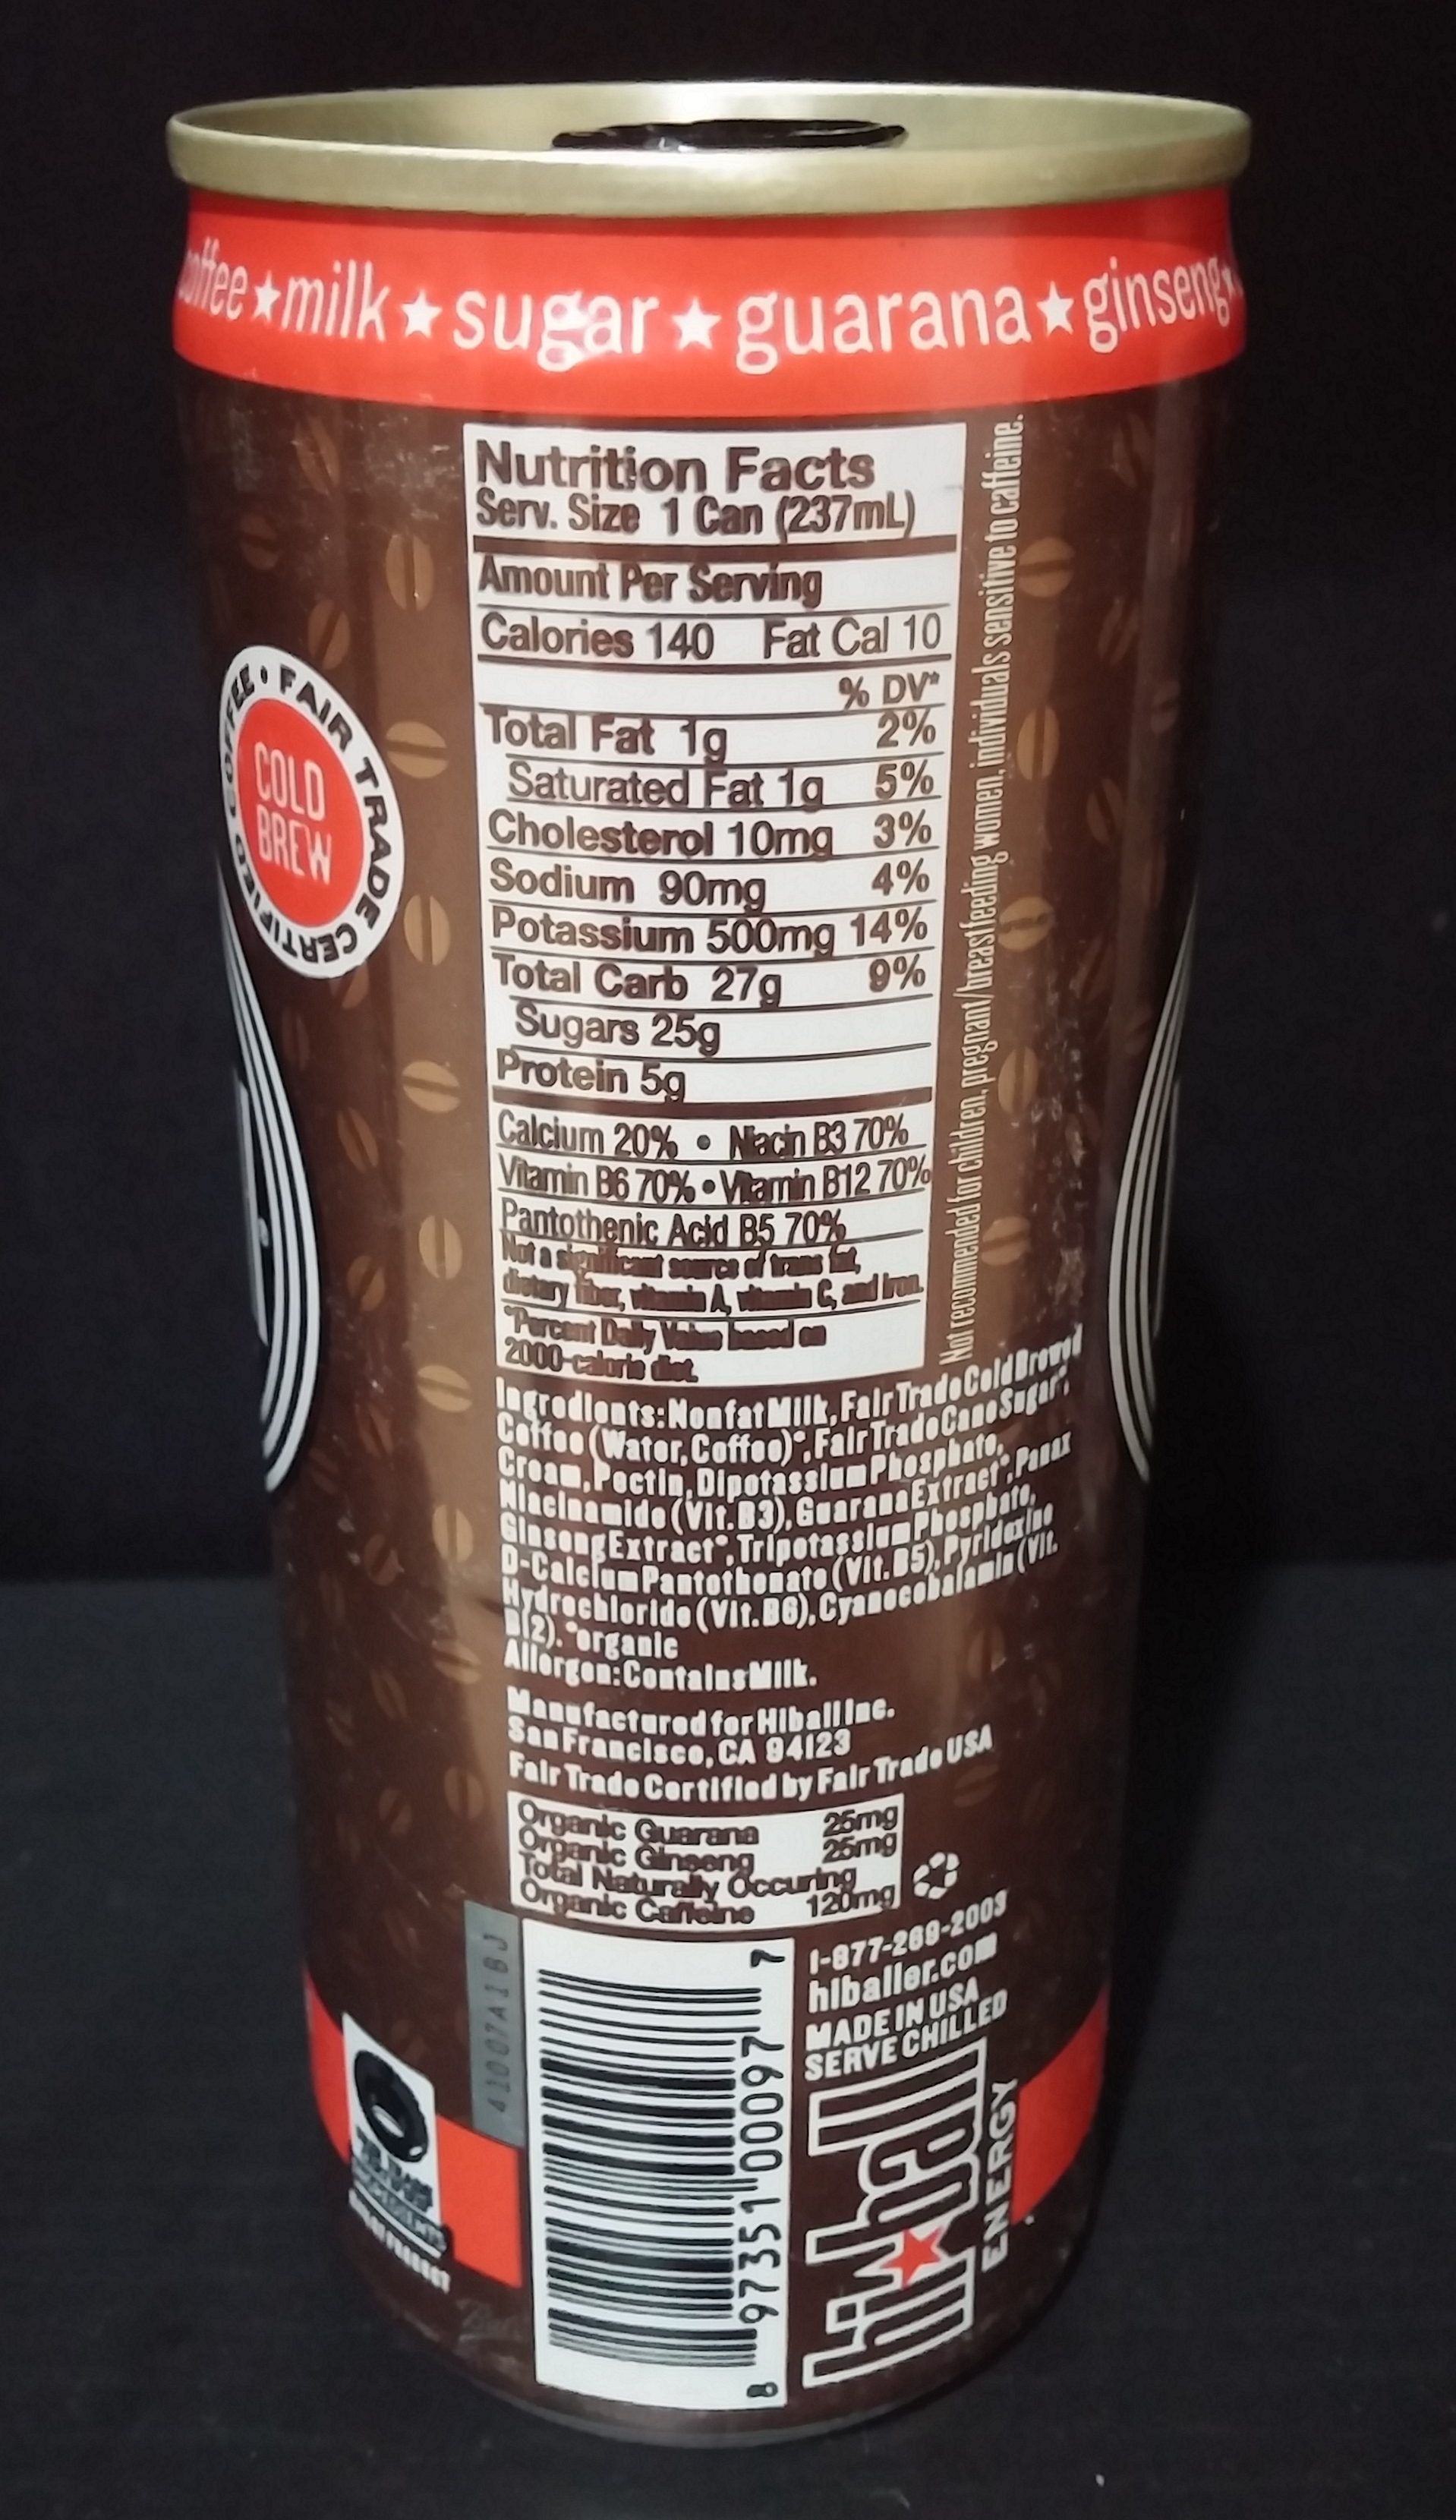 coffee★milk★sugar★guarana★ginseng★
Nutrition Facts
Serv. Size 1 Can (237mL)
Amount Per Serving
Calories 140 Fat Cal 10
% DV*
Total Fat 1g 2%
Saturated Fat 1g 5%
Cholesterol 10mg 3%
Sodium 90mg 4%
Potassium 500mg 14%
Total Carb 27g 9%
Sugars 25g
Protein 5g
Calcium 20% • Niacin B3 70%
Vitamin B6 70% • Vitamin B12 70%
Pantothenic Acid B5 70%
Not a significant source of trans fat,
dietary fiber, vitamin A, vitamin C, and iron.
*Percent Daily Value based on
2000-calorie diet.
Not recommended for children, pregnant/breastfeeding women, individuals sensitive to caffeine.
COFFEE • FAIR TRADE CERTIFIED
COLD
BREW
Ingredients: Nonfat Milk, Fair Trade Cold Brewed
Coffee (Water, Coffee)*, Fair Trade Cane Sugar*,
Cream, Pectin, Dipotassium Phosphate,
Niacinamide (Vit. B3), Guarana Extract*, Panax
Ginseng Extract*, Tripotassium Phosphate,
D-Calcium Pantothenate (Vit. B5), Pyridoxine
Hydrochloride (Vit. B6), Cyanocobalamin (Vit.
B12). *organic
Allergen: Contains Milk.
Manufactured for Hiball Inc.
San Francisco, CA 94123
Fair Trade Certified by Fair Trade USA
Organic Guarana 25mg
Organic Ginseng 25mg
Total Naturally Occuring
Organic Caffeine 120mg
1-877-269-2003
hiballer.com
MADE IN USA
SERVE CHILLED
hi★ball
ENERGY
41007A18J
8 97351 00097 7